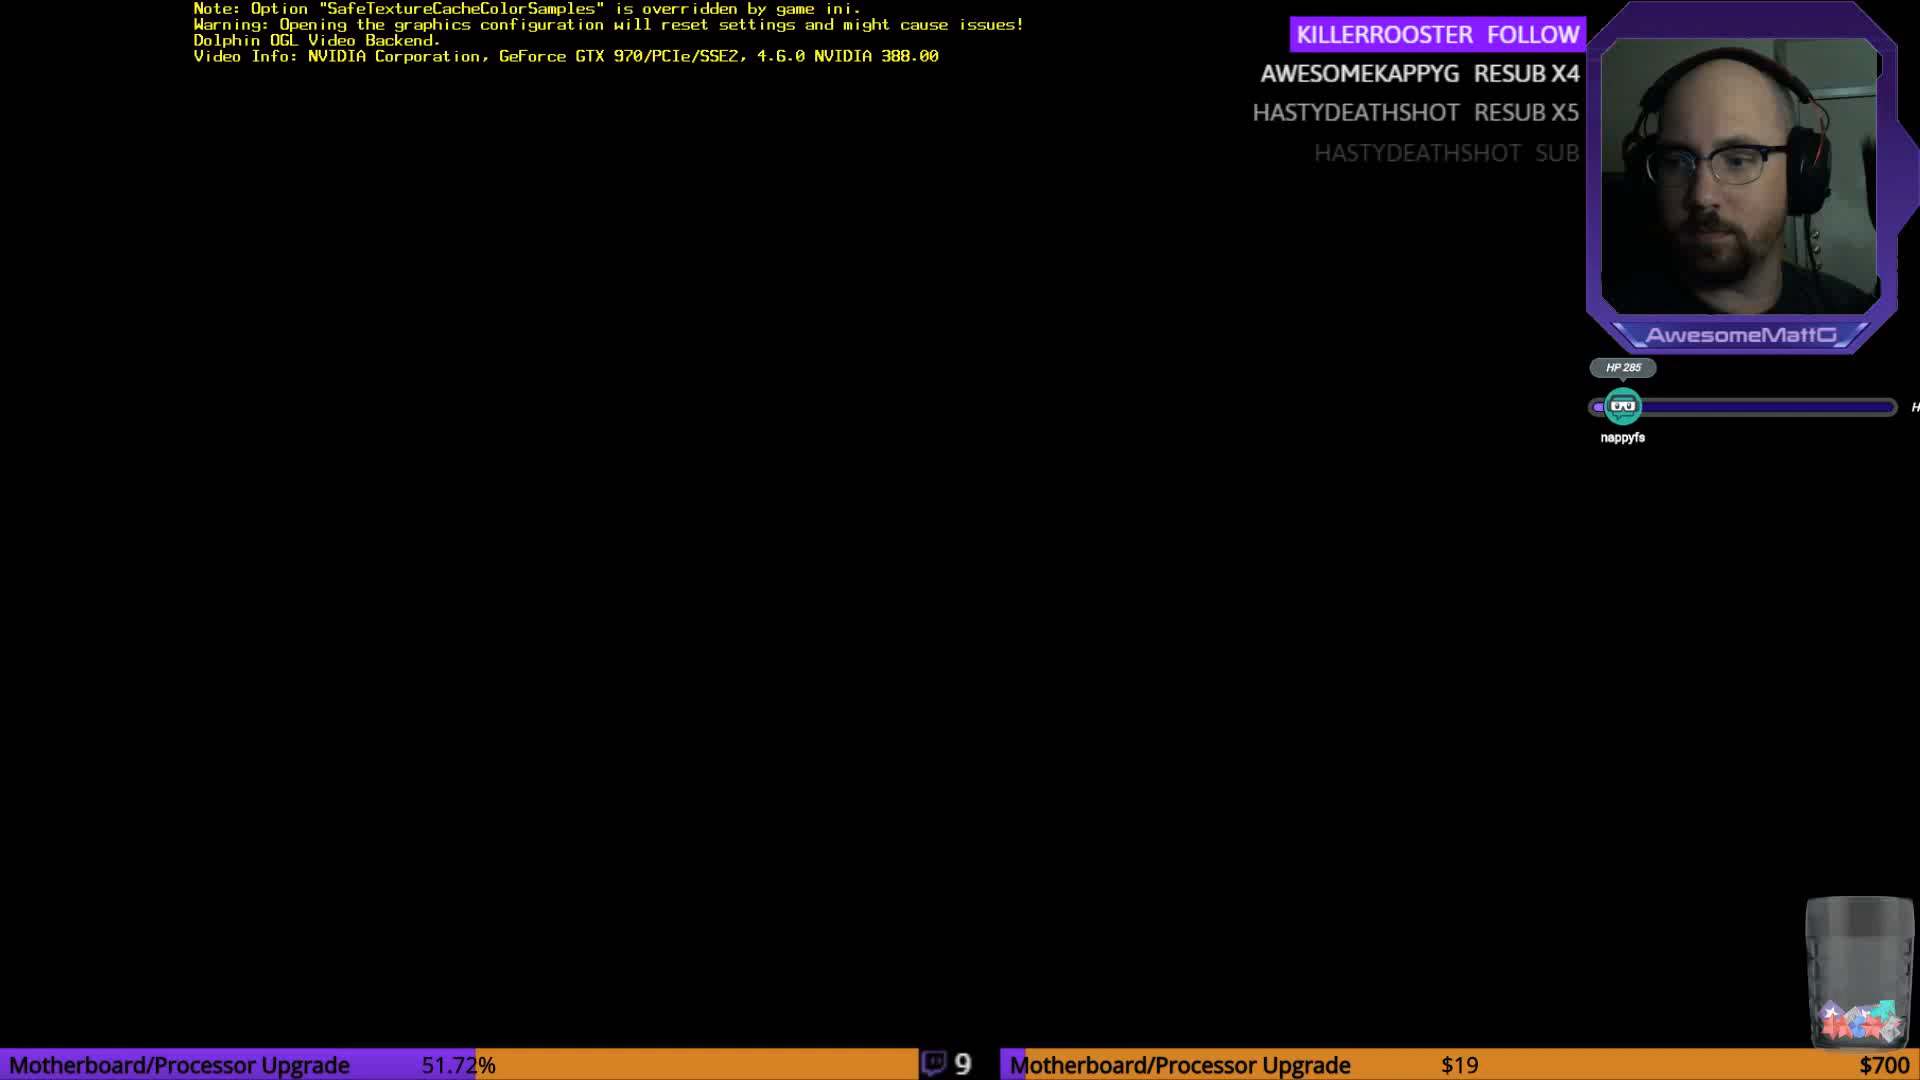 Note: Option "SafeTextureCacheColorSamples" is overridden by game ini.
Warning: Opening the graphics configuration will reset settings and might cause issues!
Dolphin OGL Video Backend.
Video Info: NVIDIA Corporation, GeForce GTX 970/PCIe/SSE2, 4.6.0 NVIDIA 388.00
KILLERROOSTER FOLLOW
AWESOMEKAPPYG RESUB X4
HASTYDEATHSHOT RESUB X5
HASTYDEATHSHOT SUB
AwesomeMattG
HP 285
H
nappyfs
Motherboard/Processor Upgrade 51.72%
9
Motherboard/Processor Upgrade $19 $700